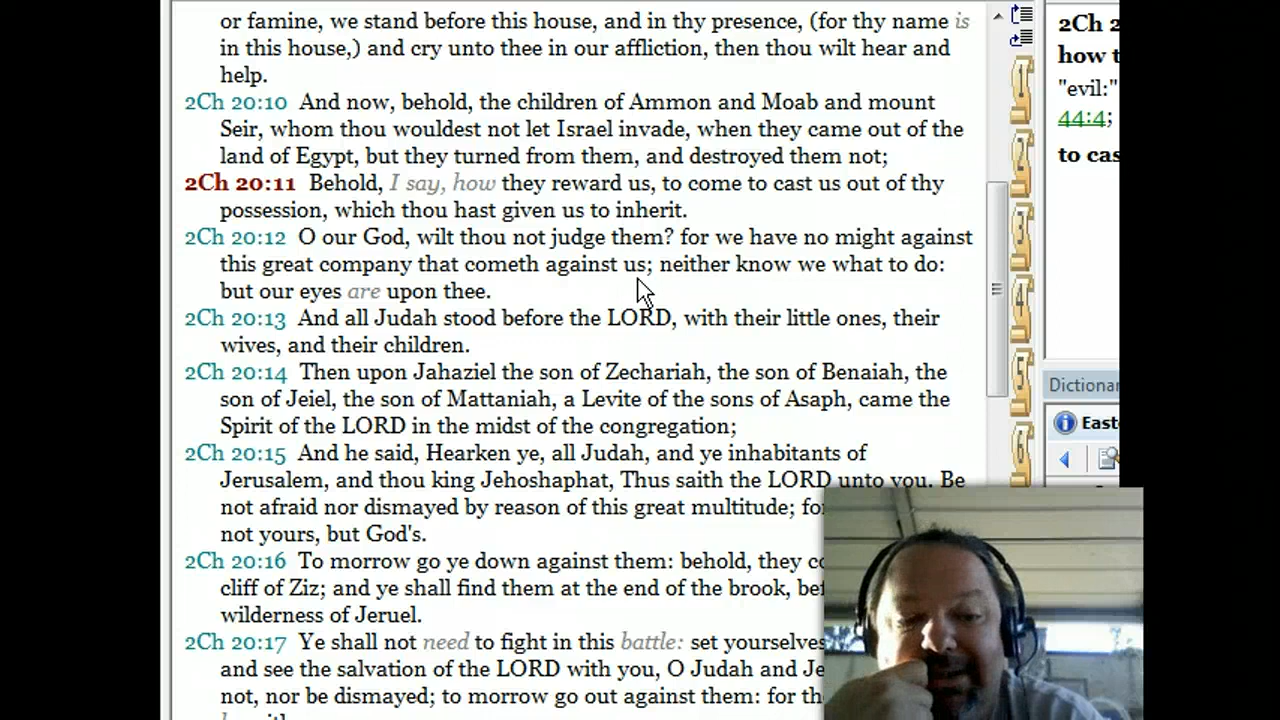 or famine, we stand before this house, and in thy presence, (for thy name is
in this house,) and cry unto thee in our affliction, then thou wilt hear and
help.
2Ch 20:10 And now, behold, the children of Ammon and Moab and mount
Seir, whom thou wouldest not let Israel invade, when they came out of the
land of Egypt, but they turned from them, and destroyed them not;
2Ch 20:11 Behold, I say, how they reward us, to come to cast us out of thy
possession, which thou hast given us to inherit.
2Ch 20:12 O our God, wilt thou not judge them? for we have no might against
this great company that cometh against us; neither know we what to do:
but our eyes are upon thee.
2Ch 20:13 And all Judah stood before the LORD, with their little ones, their
wives, and their children.
2Ch 20:14 Then upon Jahaziel the son of Zechariah, the son of Benaiah, the
son of Jeiel, the son of Mattaniah, a Levite of the sons of Asaph, came the
Spirit of the LORD in the midst of the congregation;
2Ch 20:15 And he said, Hearken ye, all Judah, and ye inhabitants of
Jerusalem, and thou king Jehoshaphat, Thus saith the LORD unto you. Be
not afraid nor dismayed by reason of this great multitude;
not yours, but God's.
2Ch 20:16 To morrow go ye down against them: behold, they
cliff of Ziz; and ye shall find them at the end of the brook,
wilderness of Jeruel.
2Ch 20:17 Ye shall not need to fight in this battle: set yourselves
and see the salvation of the LORD with you, O Judah and
not, nor be dismayed; to morrow go out against them: for
2Ch 2
how t
"evil:"
44:4;
to cas
Dictionar
East
1
2
3
4
5
6